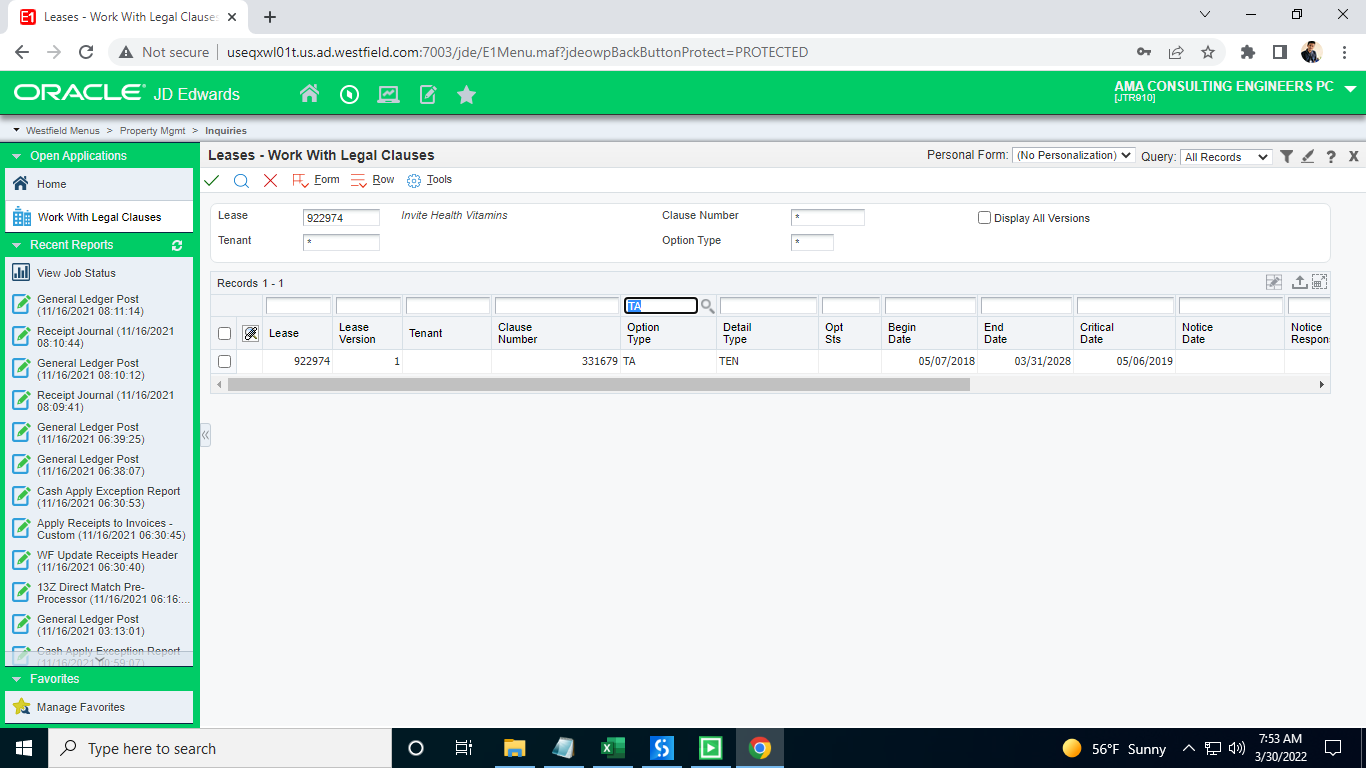 Leases - Work With Legal Clauses
Not secure useqxwl01t.us.ad.westfield.com:7003/jde/E1Menu.maf?jdeowpBackButtonProtect=PROTECTED
ORACLE JD Edwards
AMA CONSULTING ENGINEERS PC
[JTR910]
Westfield Menus > Property Mgmt > Inquiries
Open Applications
Home
Work With Legal Clauses
Recent Reports
View Job Status
General Ledger Post
(11/16/2021 08:11:14)
Receipt Journal (11/16/2021
08:10:44)
General Ledger Post
(11/16/2021 08:10:12)
Receipt Journal (11/16/2021
08:09:41)
General Ledger Post
(11/16/2021 06:39:25)
General Ledger Post
(11/16/2021 06:38:07)
Cash Apply Exception Report
(11/16/2021 06:30:53)
Apply Receipts to Invoices -
Custom (11/16/2021 06:30:45)
WF Update Receipts Header
(11/16/2021 06:30:40)
13Z Direct Match Pre-
Processor (11/16/2021 06:16:...
General Ledger Post
(11/16/2021 03:13:01)
Cash Apply Exception Report
(11/16/2021 00:59:07)
Favorites
Manage Favorites
Leases - Work With Legal Clauses
Personal Form: (No Personalization) Query: All Records
Form Row Tools
Lease 922974 Invite Health Vitamins Clause Number * Display All Versions
Tenant * Option Type *
Records 1 - 1
TA
Lease Lease Version Tenant Clause Number Option Type Detail Type Opt Sts Begin Date End Date Critical Date Notice Date Notice Respon
922974 1 331679 TA TEN 05/07/2018 03/31/2028 05/06/2019
Type here to search
56°F Sunny
7:53 AM
3/30/2022